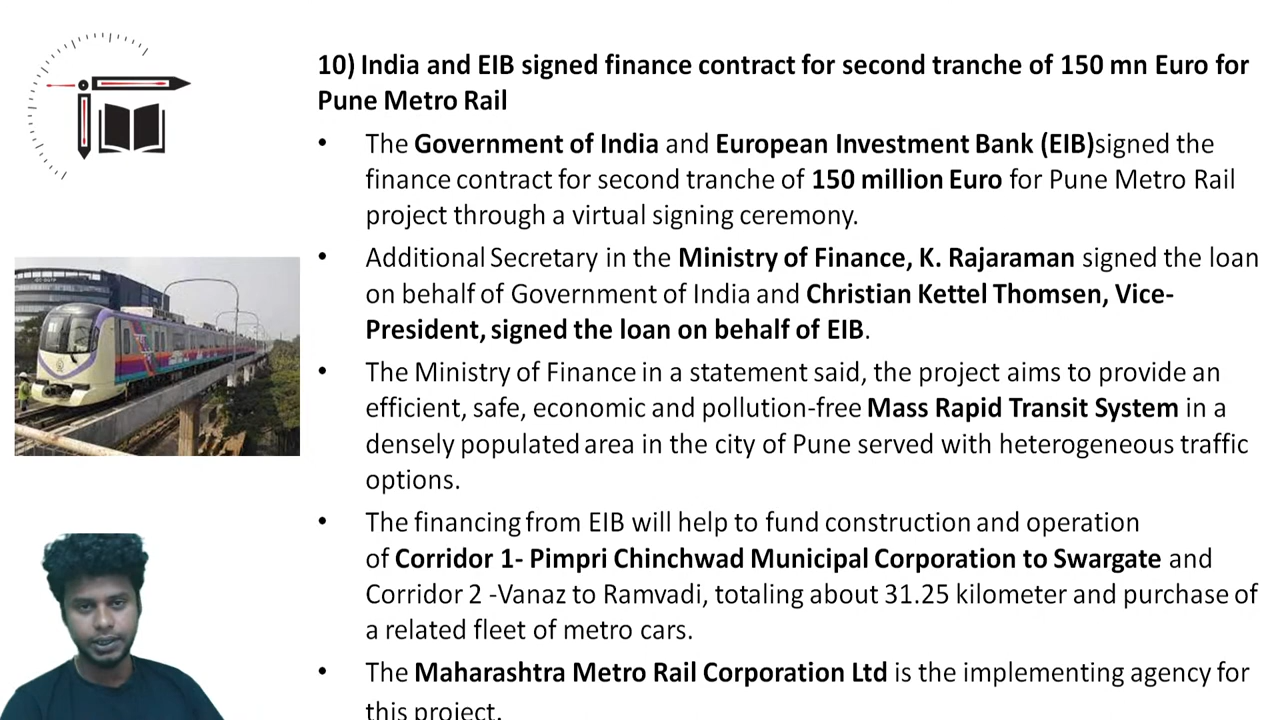 10) India and EIB signed finance contract for second tranche of 150 mn Euro for
Pune Metro Rail
• The Government of India and European Investment Bank (EIB)signed the
finance contract for second tranche of 150 million Euro for Pune Metro Rail
project through a virtual signing ceremony.
• Additional Secretary in the Ministry of Finance, K. Rajaraman signed the loan
on behalf of Government of India and Christian Kettel Thomsen, Vice-
President, signed the loan on behalf of EIB.
• The Ministry of Finance in a statement said, the project aims to provide an
efficient, safe, economic and pollution-free Mass Rapid Transit System in a
densely populated area in the city of Pune served with heterogeneous traffic
options.
• The financing from EIB will help to fund construction and operation
of Corridor 1- Pimpri Chinchwad Municipal Corporation to Swargate and
Corridor 2 -Vanaz to Ramvadi, totaling about 31.25 kilometer and purchase of
a related fleet of metro cars.
• The Maharashtra Metro Rail Corporation Ltd is the implementing agency for
this project.